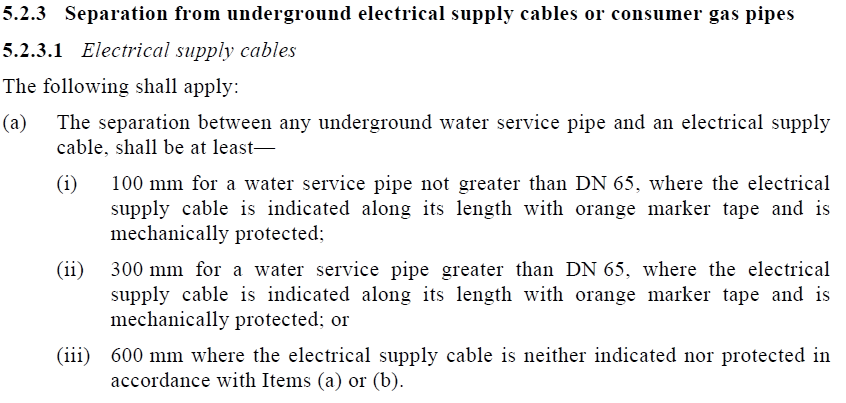 5.2.3 Separation from underground electrical supply cables or consumer gas pipes
5.2.3.1 Electrical supply cables
The following shall apply:
(a) The separation between any underground water service pipe and an electrical supply
cable, shall be at least—
(i) 100 mm for a water service pipe not greater than DN 65, where the electrical
supply cable is indicated along its length with orange marker tape and is
mechanically protected;
(ii) 300 mm for a water service pipe greater than DN 65, where the electrical
supply cable is indicated along its length with orange marker tape and is
mechanically protected; or
(iii) 600 mm where the electrical supply cable is neither indicated nor protected in
accordance with Items (a) or (b).